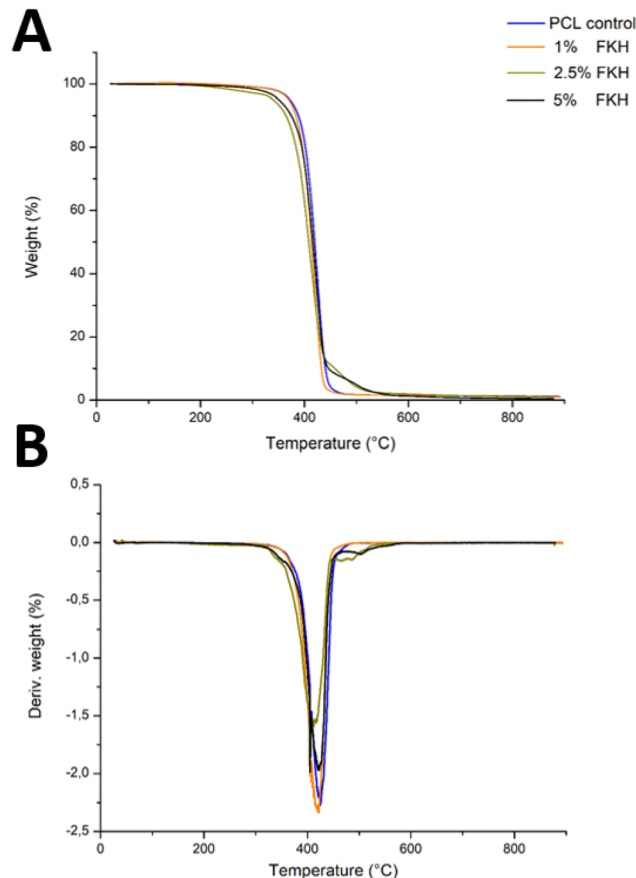 A
PCL control
1% FKH
2.5% FKH
5% FKH
100
80
60
40
20
0
Weight (%)
0 200 400 600 800
Temperature (°C)
B
0,5
0,0
-0,5
-1,0
-1,5
-2,0
-2,5
Deriv. weight (%)
0 200 400 600 800
Temperature (°C)